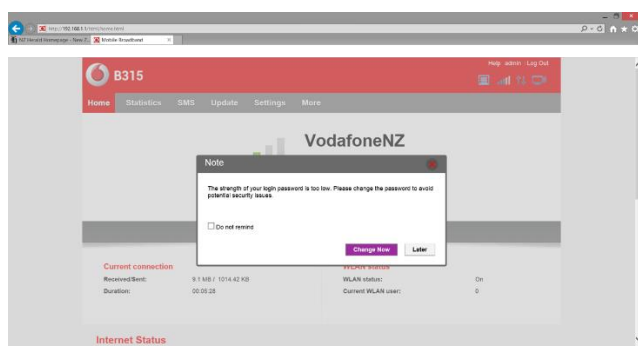 http://192.168.1.1/html/home.html
NZ Herald Homepage - New Z...
Mobile Broadband
Help admin Log Out
B315
Home Statistics SMS Update Settings More
VodafoneNZ
Note
The strength of your login password is too low. Please change the password to avoid
potential security issues.
Do not remind
Change Now Later
Current connection
WLAN status
Received/Sent: 9.1 MB / 1014.42 KB
WLAN status: On
Duration: 00:08:28
Current WLAN user: 0
Internet Status